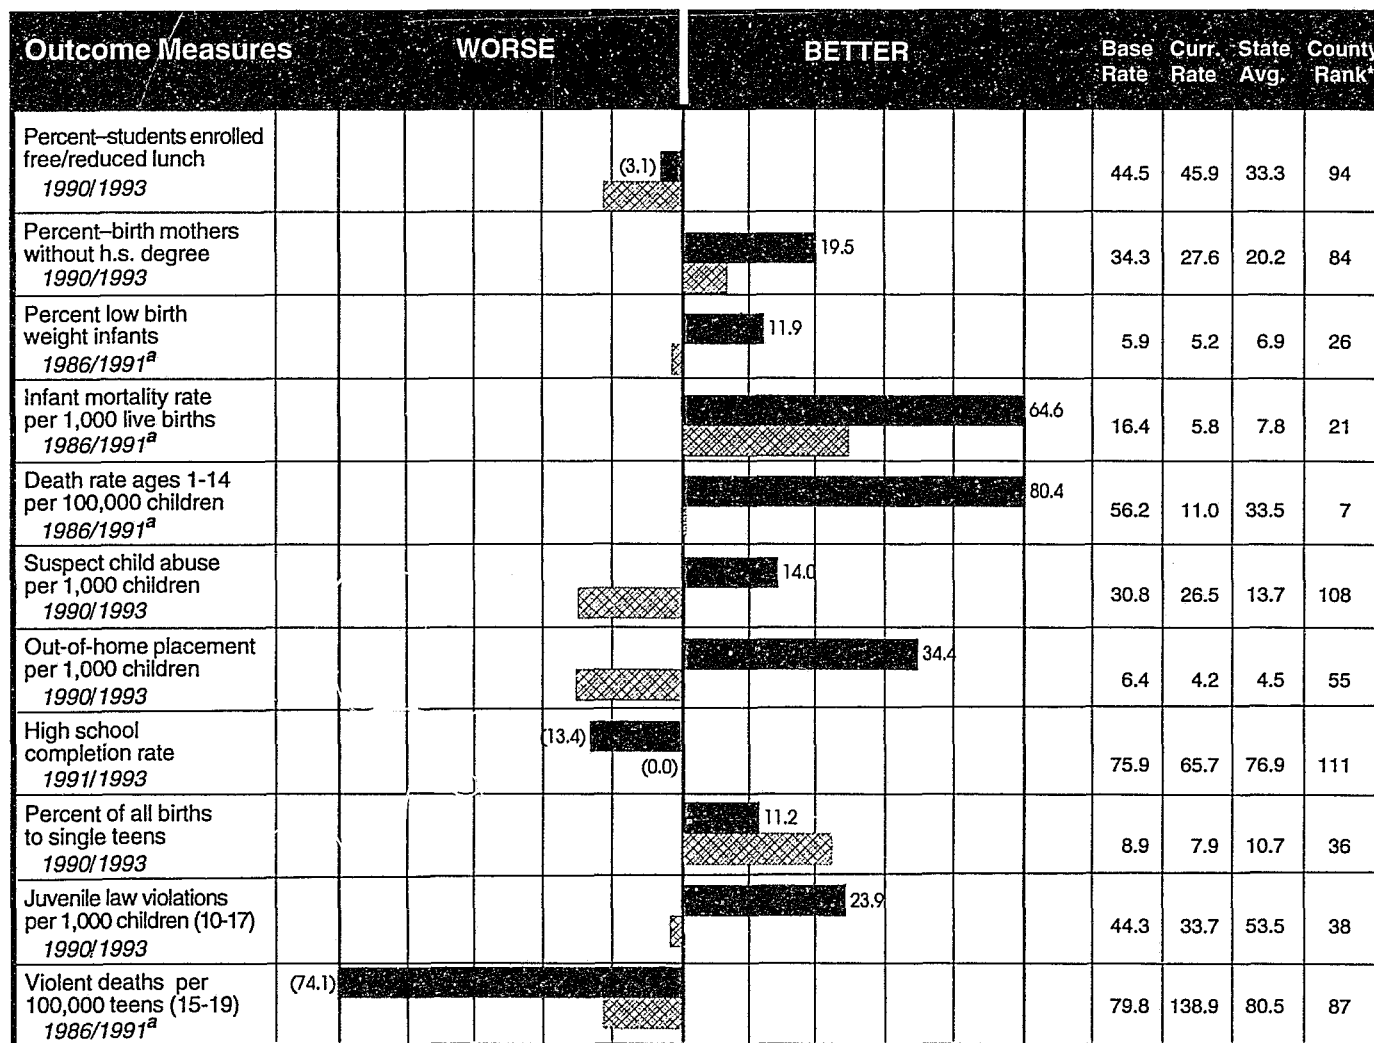 Outcome Measures WORSE BETTER Base Rate Curr. Rate State Avg. County Rank*
Percent–students enrolled
free/reduced lunch
1990/1993
(3.1) 44.5 45.9 33.3 94
Percent–birth mothers
without h.s. degree
1990/1993
19.5 34.3 27.6 20.2 84
Percent low birth
weight infants
1986/1991a
11.9 5.9 5.2 6.9 26
Infant mortality rate
per 1,000 live births
1986/1991a
64.6 16.4 5.8 7.8 21
Death rate ages 1-14
per 100,000 children
1986/1991a
80.4 56.2 11.0 33.5 7
Suspect child abuse
per 1,000 children
1990/1993
14.0 30.8 26.5 13.7 108
Out-of-home placement
per 1,000 children
1990/1993
34.4 6.4 4.2 4.5 55
High school
completion rate
1991/1993
(13.4)
(0.0) 75.9 65.7 76.9 111
Percent of all births
to single teens
1990/1993
11.2 8.9 7.9 10.7 36
Juvenile law violations
per 1,000 children (10-17)
1990/1993
23.9 44.3 33.7 53.5 38
Violent deaths per
100,000 teens (15-19)
1986/1991a
(74.1) 79.8 138.9 80.5 87